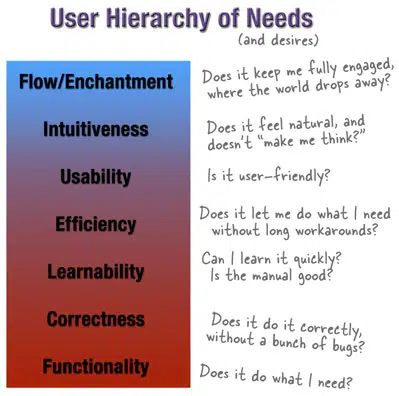 User Hierarchy of Needs
(and desires)
Flow/Enchantment
Does it keep me fully engaged,
where the world drops away?
Intuitiveness
Does it feel natural, and
doesn't "make me think?"
Usability
Is it user-friendly?
Efficiency
Does it let me do what I need
without long workarounds?
Learnability
Can I learn it quickly?
Is the manual good?
Correctness
Does it do it correctly,
without a bunch of bugs?
Functionality
Does it do what I need?